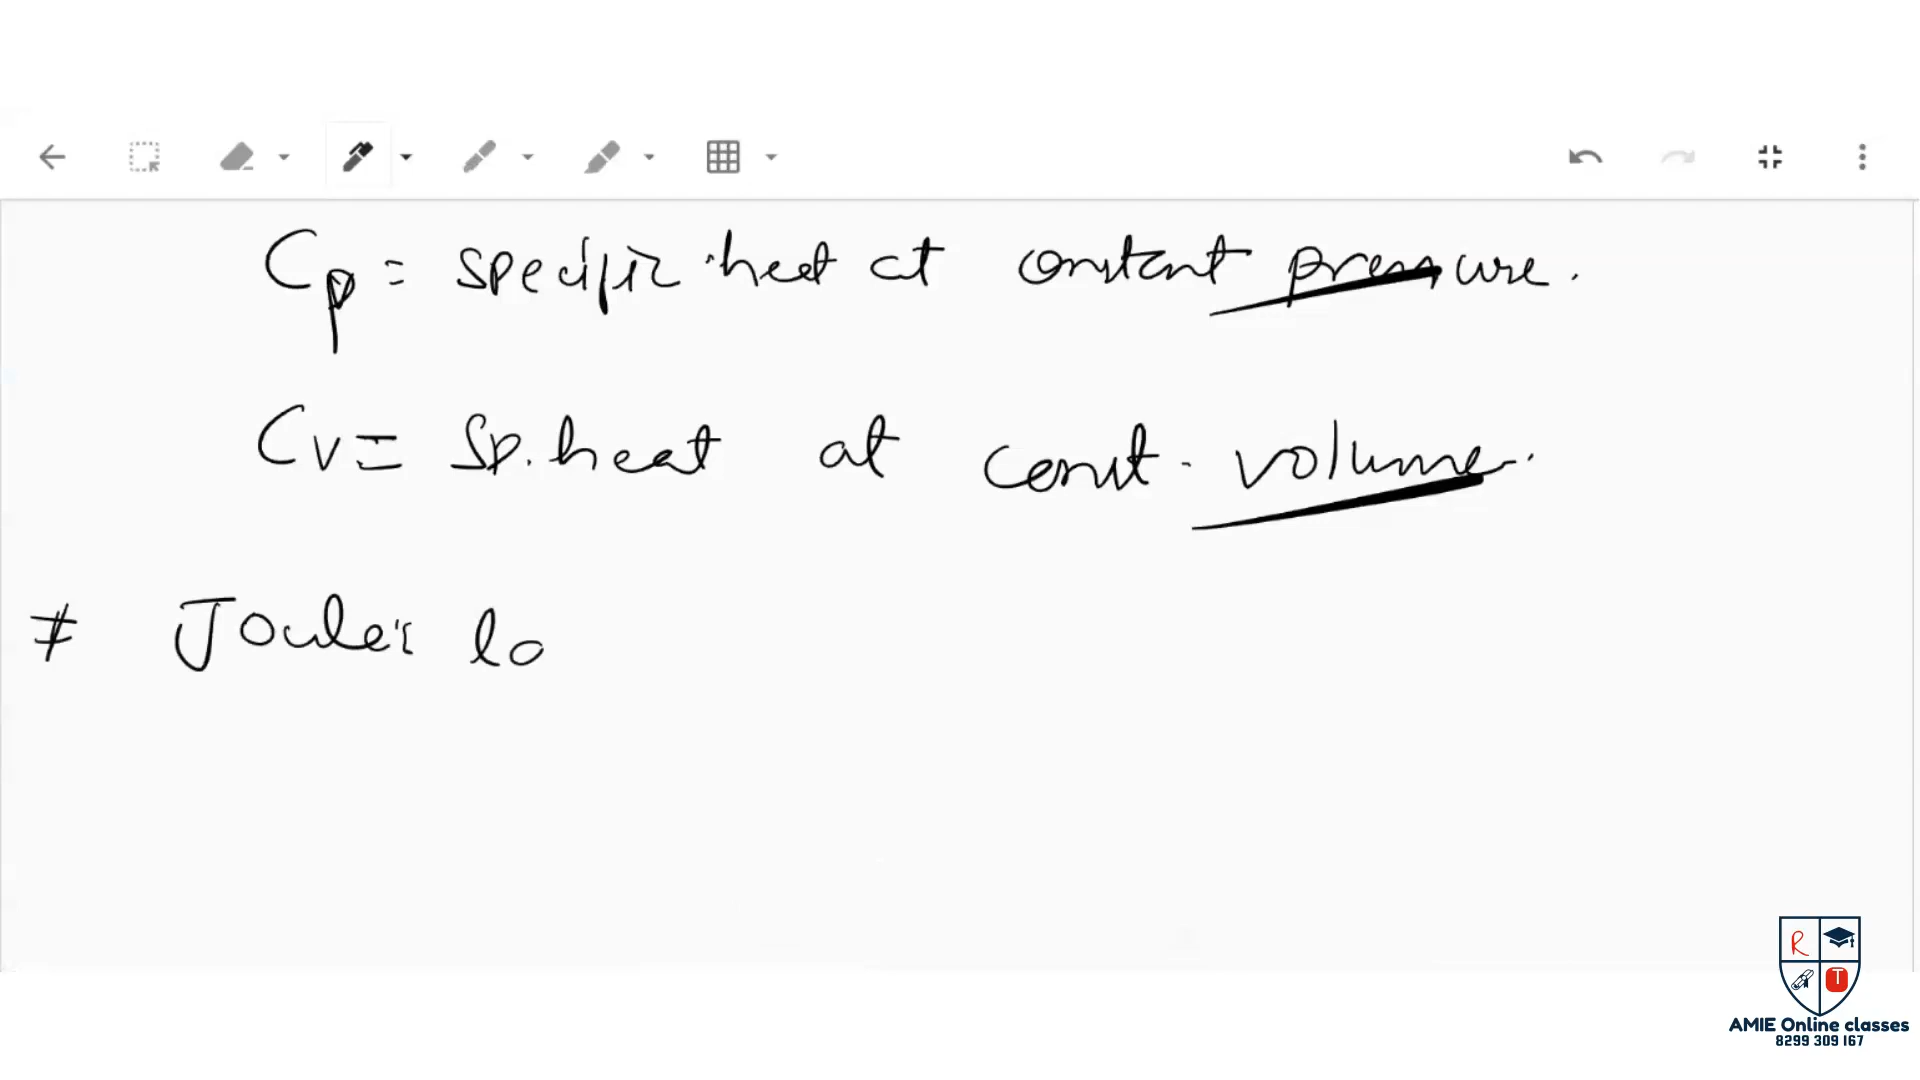 Cp = specific heat at constant pressure.
Cv = Sp. heat at const. volume.
# Joule's lo
R
T
AMIE Online classes
8299 309 167